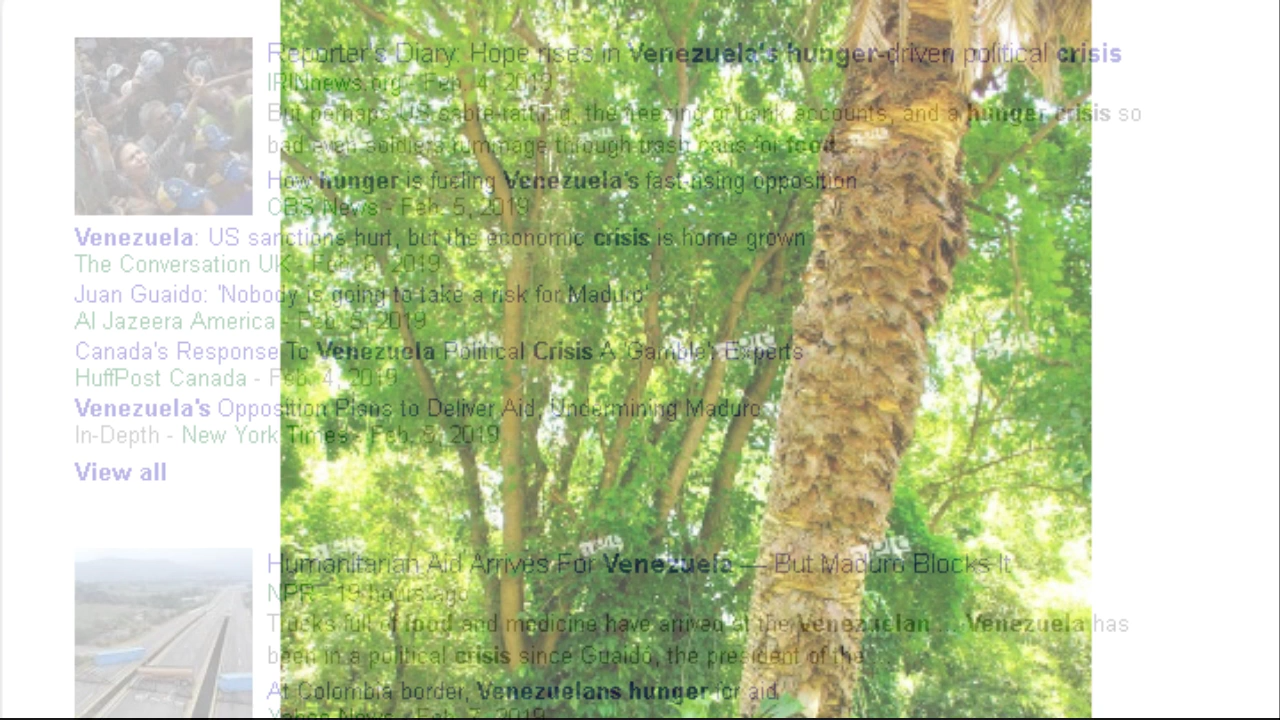 Reporter's Diary: Hope rises in Venezuela's hunger-driven political crisis
IRINnews.org - Feb. 4, 2019
But perhaps US sabre-rattling, the freezing of bank accounts, and a hunger crisis so
bad even soldiers rummage through trash cans for food
How hunger is fueling Venezuela's fast-rising opposition
CBS News - Feb. 5, 2019
Venezuela: US sanctions hurt, but the economic crisis is home grown
The Conversation UK - Feb. 8, 2019
Juan Guaido: 'Nobody is going to take a risk for Maduro'
Al Jazeera America - Feb. 5, 2019
Canada's Response To Venezuela Political Crisis A 'Gamble': Experts
HuffPost Canada - Feb. 4, 2019
Venezuela's Opposition Plans to Deliver Aid, Undermining Maduro
In-Depth - New York Times - Feb. 5, 2019
View all
Humanitarian Aid Arrives For Venezuela — But Maduro Blocks It
NPR - 19 hours ago
Trucks full of food and medicine have arrived at the Venezuelan ... Venezuela has
been in a political crisis since Guaidó, the president of the
At Colombia border, Venezuelans hunger for aid
Yahoo News - Feb. 7, 2019